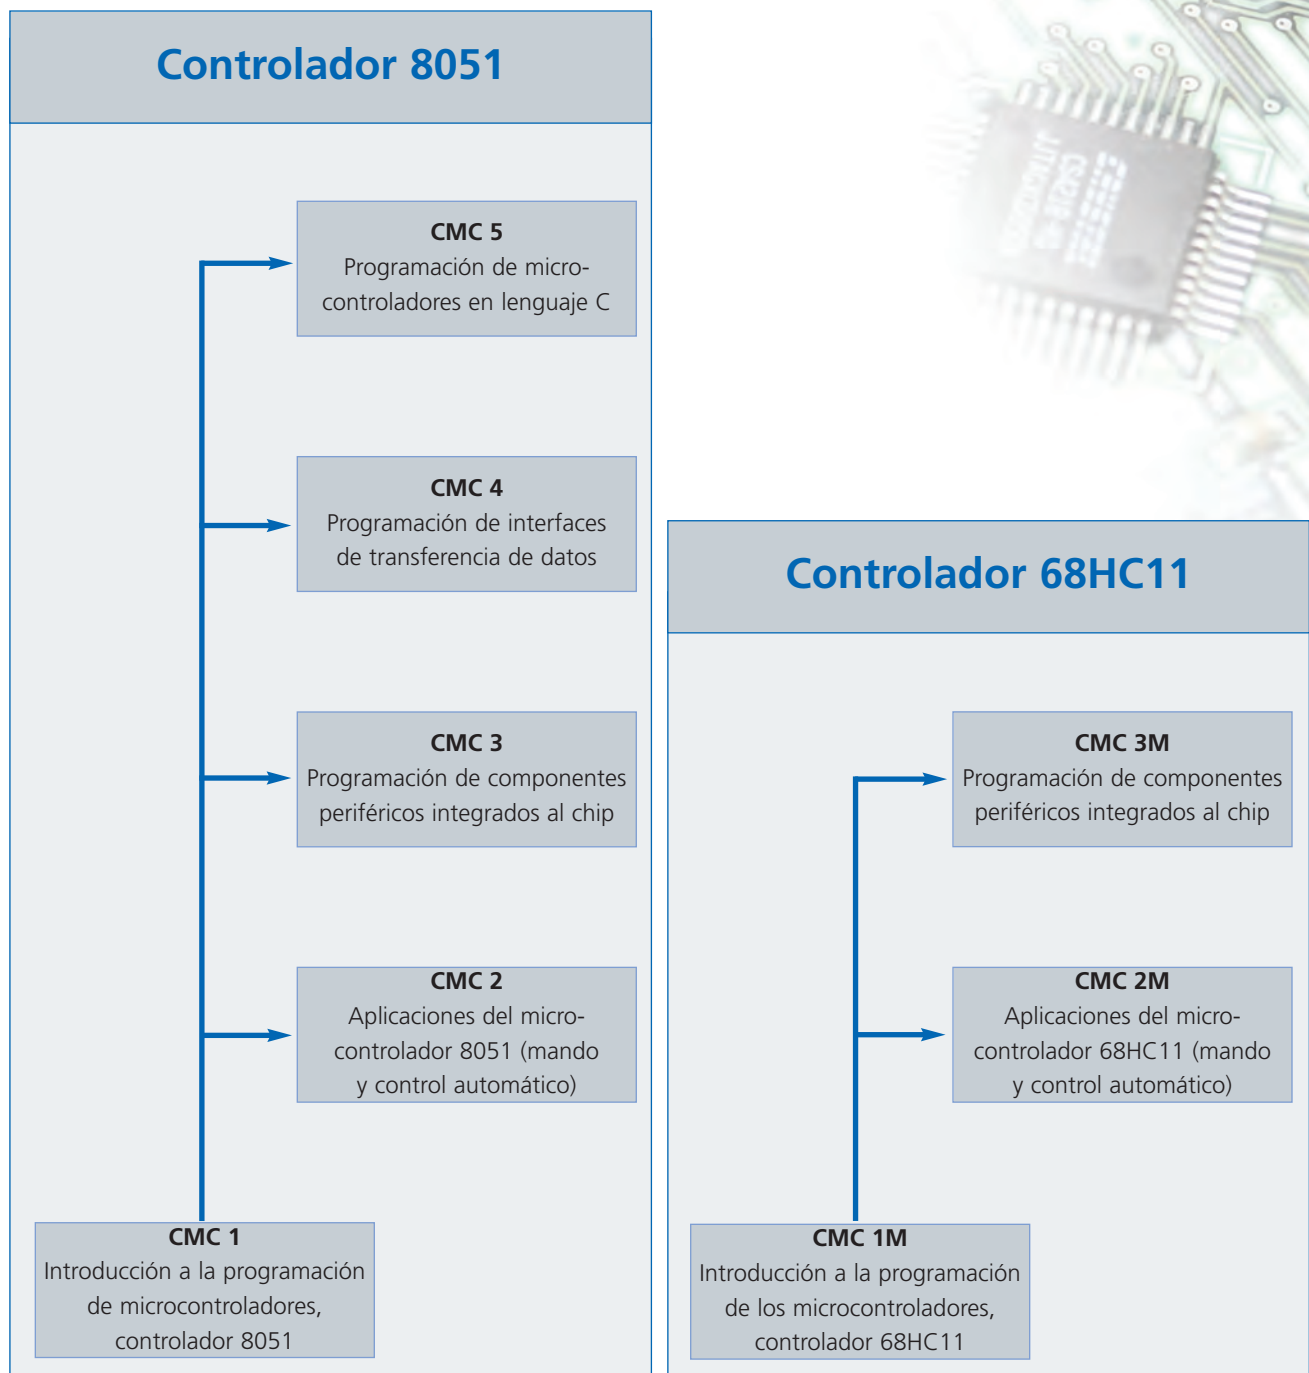 Controlador 8051
CMC 5
Programación de micro-
controladores en lenguaje C
CMC 4
Programación de interfaces
de transferencia de datos
CMC 3
Programación de componentes
periféricos integrados al chip
CMC 2
Aplicaciones del micro-
controlador 8051 (mando
y control automático)
CMC 1
Introducción a la programación
de microcontroladores,
controlador 8051
Controlador 68HC11
CMC 3M
Programación de componentes
periféricos integrados al chip
CMC 2M
Aplicaciones del micro-
controlador 68HC11 (mando
y control automático)
CMC 1M
Introducción a la programación
de los microcontroladores,
controlador 68HC11